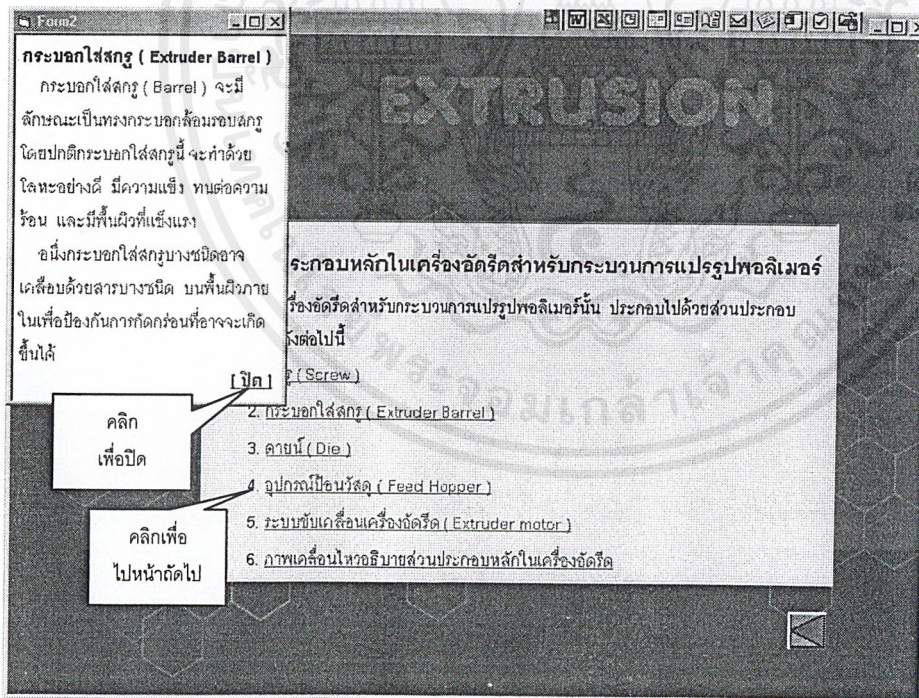 Form2
กระบอกใส่สกรู ( Extruder Barrel )
กระบอกใส่สกรู ( Barrel ) จะมี
ลักษณะเป็นทรงกระบอกล้อมรอบสกรู
โดยปกติกระบอกใส่สกรูนี้ จะทำด้วย
โลหะอย่างดี มีความแข็ง ทนต่อความ
ร้อน และมีพื้นผิวที่แข็งแรง
อนึ่งกระบอกใส่สกรูบางชนิดอาจ
เคลือบด้วยสารบางชนิด บนพื้นผิวภาย
ในเพื่อป้องกันการกัดกร่อนที่อาจจะเกิด
ขึ้นได้
[ ปิด ]
คลิก
เพื่อปิด
EXTRUSION
ระกอบหลักในเครื่องอัดรีดสำหรับกระบวนการแปรรูปพอลิเมอร์
รื่องอัดรีดสำหรับกระบวนการแปรรูปพอลิเมอร์นั้น ประกอบไปด้วยส่วนประกอบ
ังต่อไปนี้
รู ( Screw )
2. กระบอกใส่สกรู ( Extruder Barrel )
3. ดายน์ ( Die )
4. อุปกรณ์ป้อนวัสดุ ( Feed Hopper )
5. ระบบขับเคลื่อนเครื่องอัดรีด ( Extruder motor )
6. ภาพเคลื่อนไหวอธิบายส่วนประกอบหลักในเครื่องอัดรีด
คลิกเพื่อ
ไปหน้าถัดไป
พระจอมเกล้าเจ้าคุณ